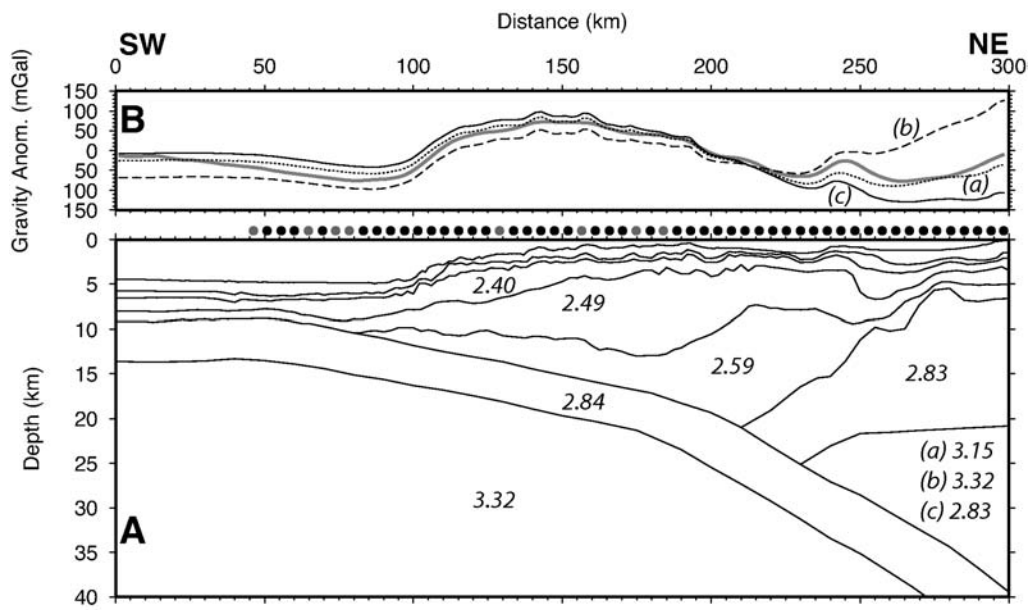 Distance (km)
SW NE
0 50 100 150 200 250 300
Gravity Anom. (mGal)
150
100
50
0
50
100
150
B
(b)
(a)
(c)
Depth (km)
0
5
10
15
20
25
30
35
40
2.40
2.49
2.59
2.83
2.84
(a) 3.15
(b) 3.32
(c) 2.83
3.32
A